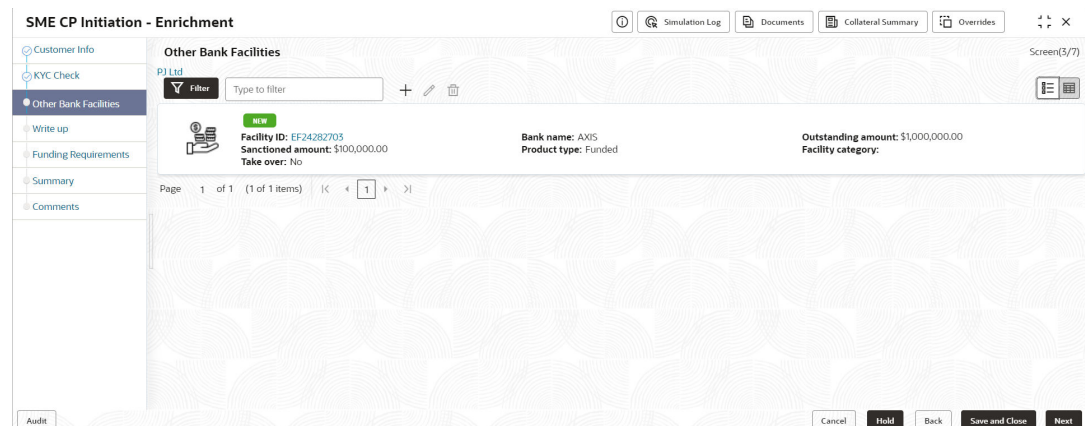 SME CP Initiation - Enrichment
Simulation Log
Documents
Collateral Summary
Overrides
Customer Info
KYC Check
Other Bank Facilities
Write up
Funding Requirements
Summary
Comments
Other Bank Facilities
Screen(3/7)
PJ Ltd
Filter
Type to filter
NEW
Facility ID: EF24282703
Sanctioned amount: $100,000.00
Take over: No
Bank name: AXIS
Product type: Funded
Outstanding amount: $1,000,000.00
Facility category:
Page 1 of 1 (1 of 1 items) 1
Audit
Cancel
Hold
Back
Save and Close
Next